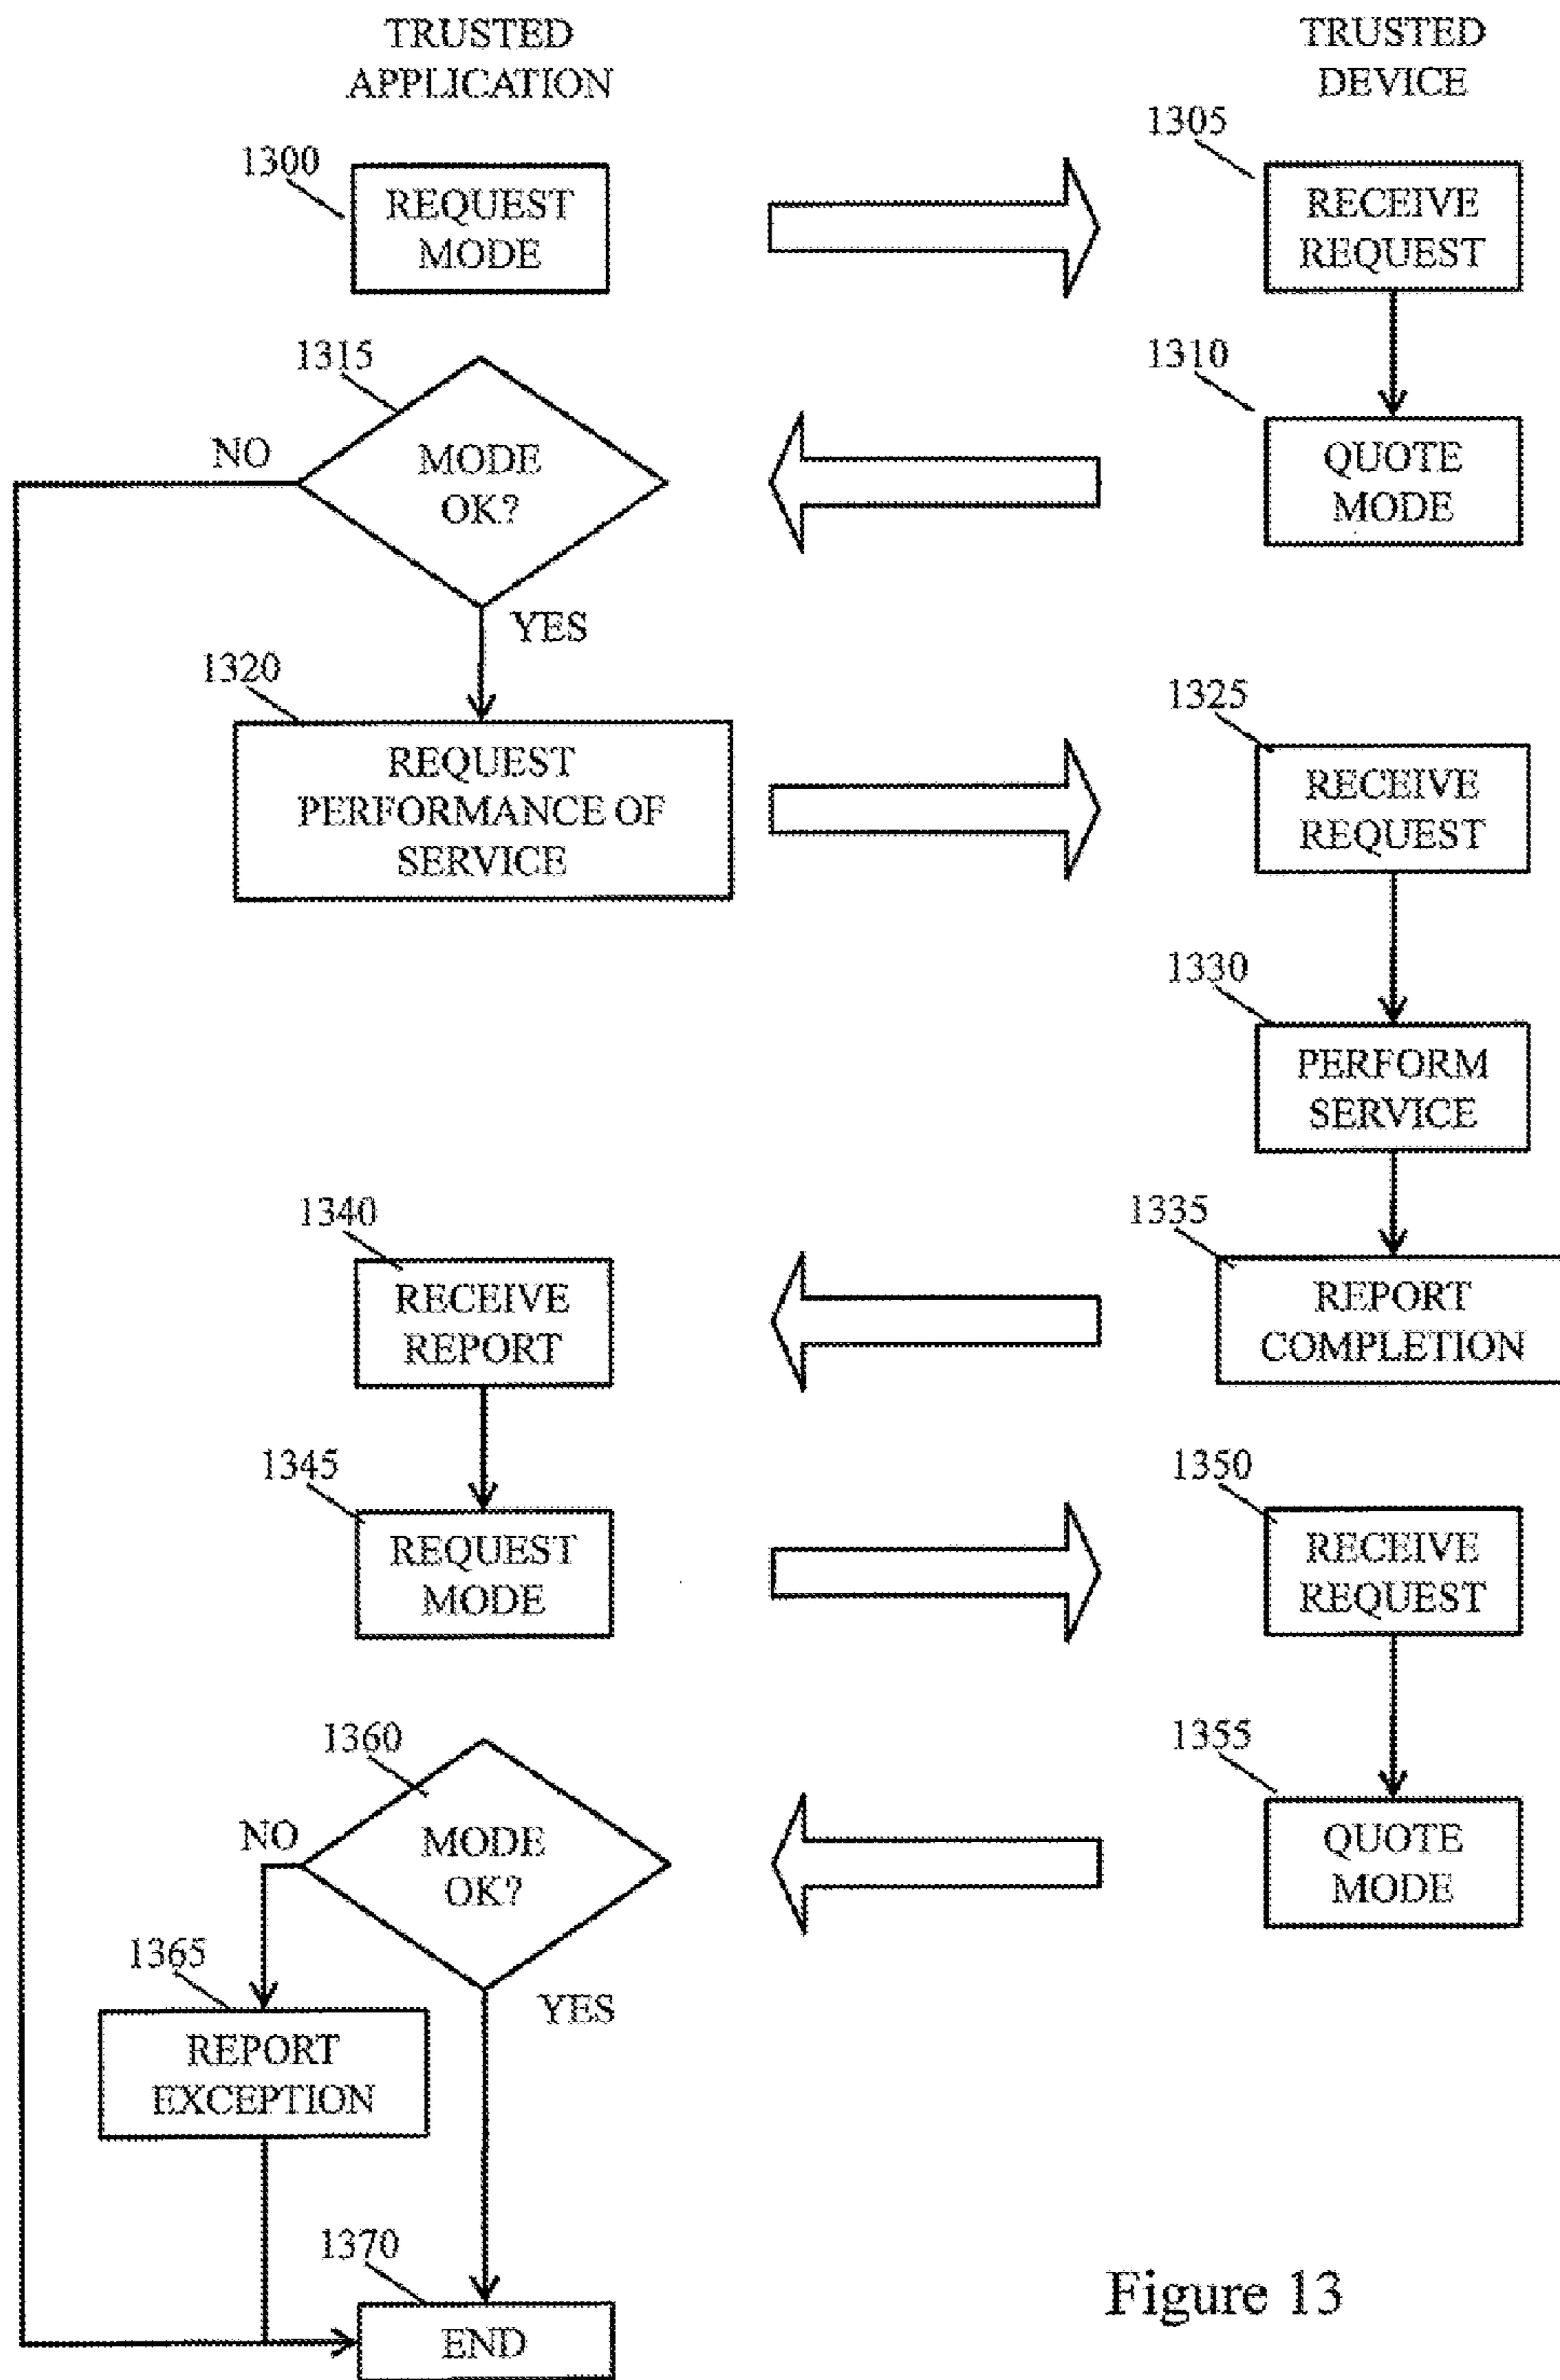 TRUSTED
APPLICATION
TRUSTED
DEVICE
1300
REQUEST
MODE
1305
RECEIVE
REQUEST
1310
QUOTE
MODE
1315
MODE
OK?
NO
YES
1320
REQUEST
PERFORMANCE OF
SERVICE
1325
RECEIVE
REQUEST
1330
PERFORM
SERVICE
1335
REPORT
COMPLETION
1340
RECEIVE
REPORT
1345
REQUEST
MODE
1350
RECEIVE
REQUEST
1355
QUOTE
MODE
1360
MODE
OK?
NO
YES
1365
REPORT
EXCEPTION
1370
END
Figure 13